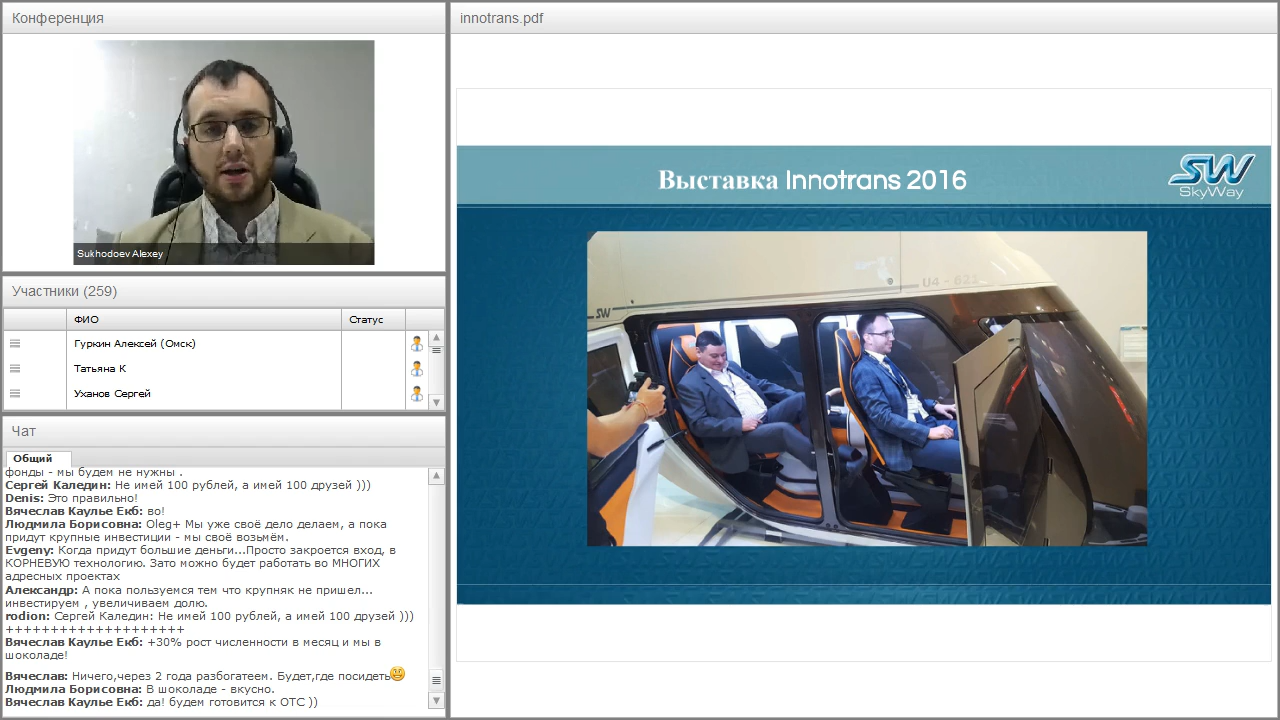 Конференция
Sukhodoev Alexey
Участники (259)
ФИО
Статус
Гуркин Алексей (Омск)
Татьяна К
Уханов Сергей
Чат
Общий
фонды - мы будем не нужны .
Сергей Каледин: Не имей 100 рублей, а имей 100 друзей )))
Denis: Это правильно!
Вячеслав Каулье Екб: во!
Людмила Борисовна: Oleg+ Мы уже своё дело делаем, а пока
придут крупные инвестиции - мы своё возьмём.
Evgeny: Когда придут большие деньги...Просто закроется вход, в
КОРНЕВУЮ технологию. Зато можно будет работать во МНОГИХ
адресных проектах
Александр: А пока пользуемся тем что крупняк не пришел...
инвестируем , увеличиваем долю.
rodion: Сергей Каледин: Не имей 100 рублей, а имей 100 друзей )))
++++++++++++++++++++
Вячеслав Каулье Екб: +30% рост численности в месяц и мы в
шоколаде!
Вячеслав: Ничего,через 2 года разбогатеем. Будет,где посидеть
Людмила Борисовна: В шоколаде - вкусно.
Вячеслав Каулье Екб: да! будем готовится к ОТС ))
innotrans.pdf
Выставка Innotrans 2016
SW
SkyWay
U4 - 621
SW